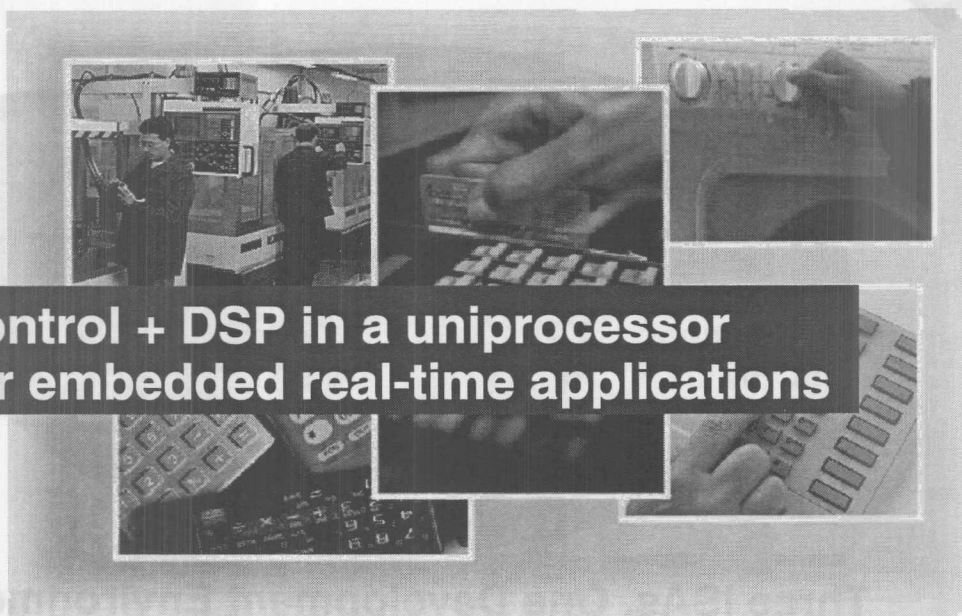 ontrol + DSP in a uniprocessor
r embedded real-time applications